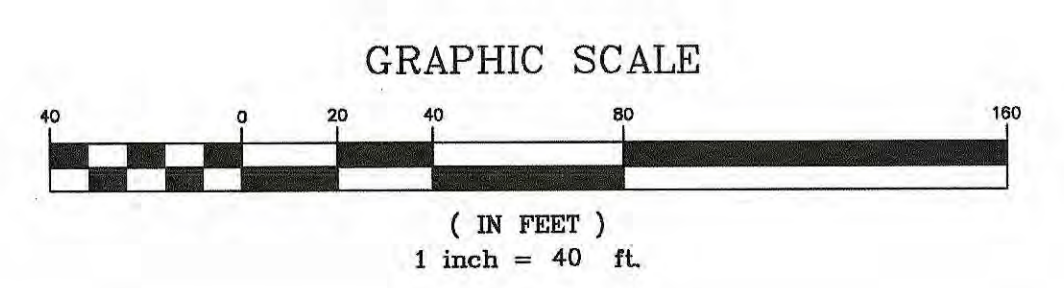 GRAPHIC SCALE
40 0 20 40 80 160
( IN FEET )
1 inch = 40 ft.